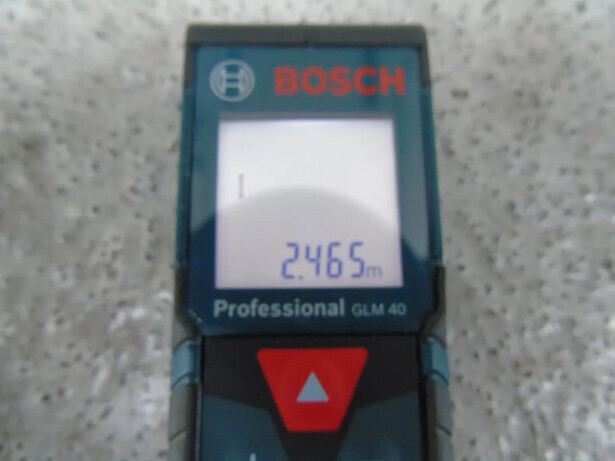 BOSCH
2.465m
Professional GLM 40